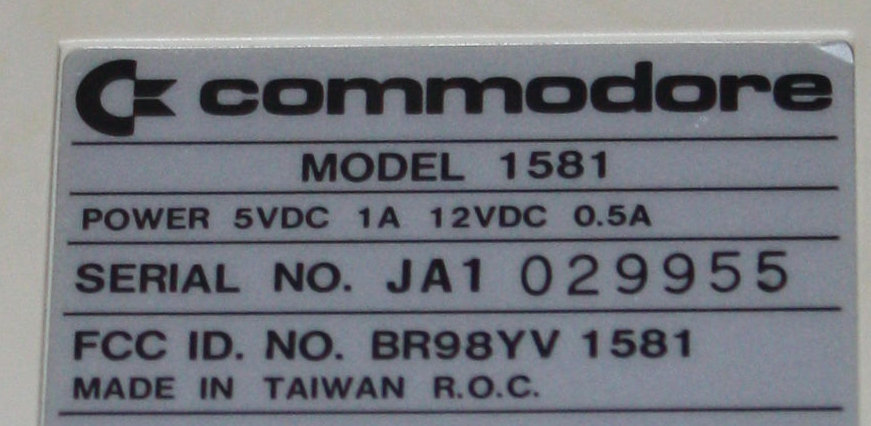 commodore
MODEL 1581
POWER 5VDC 1A 12VDC 0.5A
SERIAL NO. JA1 029955
FCC ID. NO. BR98YV 1581
MADE IN TAIWAN R.O.C.